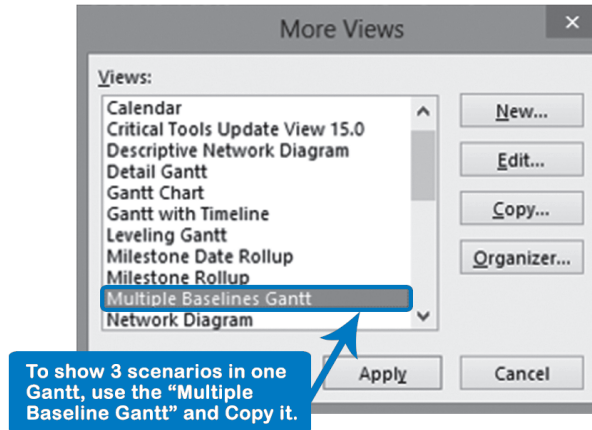 More Views
Views:
Calendar
Critical Tools Update View 15.0
Descriptive Network Diagram
Detail Gantt
Gantt Chart
Gantt with Timeline
Leveling Gantt
Milestone Date Rollup
Milestone Rollup
Multiple Baselines Gantt
Network Diagram
New...
Edit...
Copy...
Organizer...
To show 3 scenarios in one
Gantt, use the “Multiple
Baseline Gantt” and Copy it.
Apply
Cancel